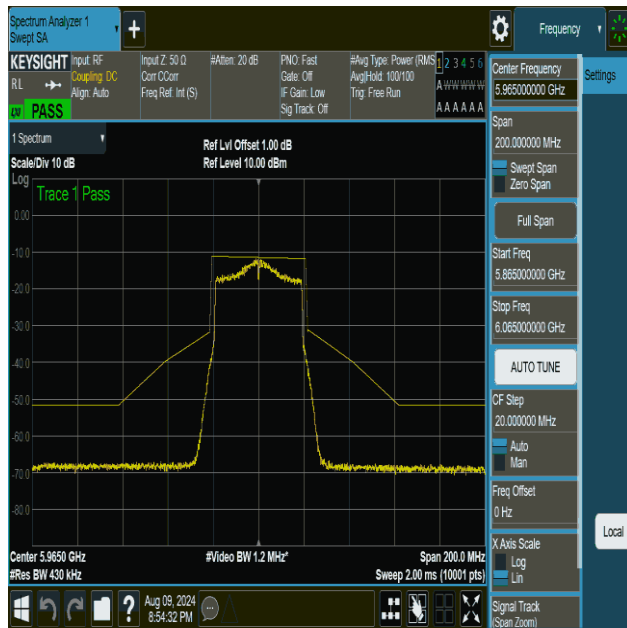 Spectrum Analyzer 1
Swept SA
+
Frequency
KEYSIGHT
RL
PASS
Input: RF
Coupling: DC
Align: Auto
Input Z: 50 Ω
Corr CCorr
Freq Ref: Int (S)
#Atten: 20 dB
PNO: Fast
Gate: Off
IF Gain: Low
Sig Track: Off
#Avg Type: Power (RMS
Avg|Hold: 100/100
Trig: Free Run
1 2 3 4 5 6
A W W W W W
A A A A A A
1 Spectrum
Scale/Div 10 dB
Ref Lvl Offset 1.00 dB
Ref Level 10.00 dBm
Log
Trace 1 Pass
0.00
-10.0
-20.0
-30.0
-40.0
-50.0
-60.0
-70.0
-80.0
Center 5.9650 GHz
#Video BW 1.2 MHz*
Span 200.0 MHz
#Res BW 430 kHz
Sweep 2.00 ms (10001 pts)
Aug 09, 2024
8:54:32 PM
?
Center Frequency
5.965000000 GHz
Settings
Span
200.000000 MHz
Swept Span
Zero Span
Full Span
Start Freq
5.865000000 GHz
Stop Freq
6.065000000 GHz
AUTO TUNE
CF Step
20.000000 MHz
Auto
Man
Freq Offset
0 Hz
Local
X Axis Scale
Log
Lin
Signal Track
(Span Zoom)